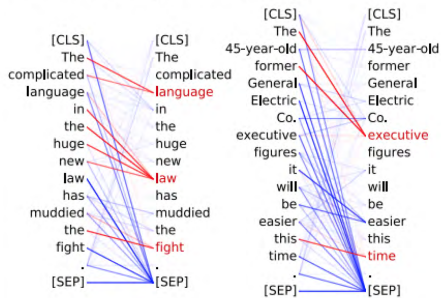 [CLS]
The
complicated
language
in
the
huge
new
law
has
muddied
the
fight
.
[SEP]
[CLS]
The
complicated
language
in
the
huge
new
law
has
muddied
the
fight
.
[SEP]
[CLS]
The
45-year-old
former
General
Electric
Co.
executive
figures
it
will
be
easier
this
time
.
[SEP]
[CLS]
The
45-year-old
former
General
Electric
Co.
executive
figures
it
will
be
easier
this
time
.
[SEP]